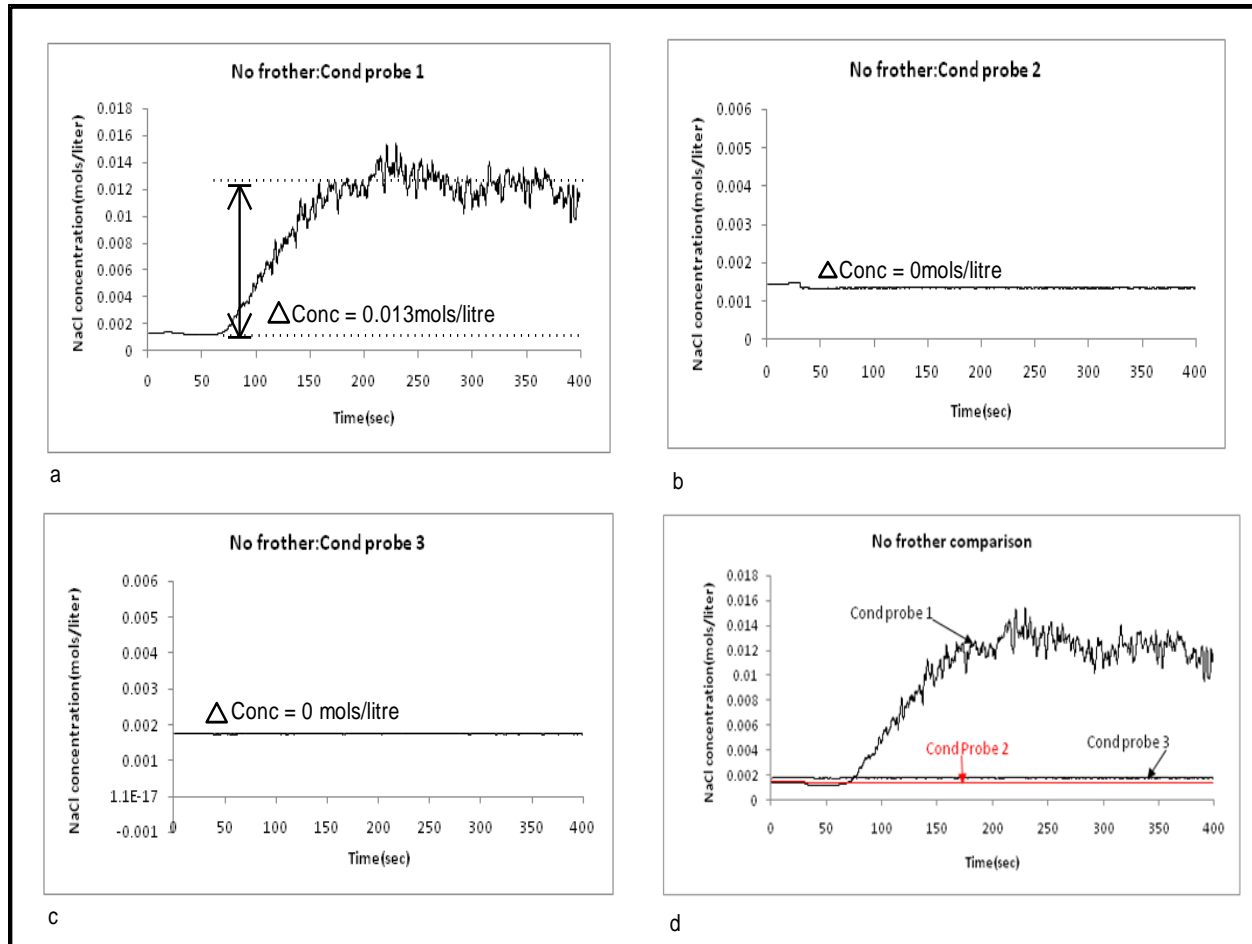 No frother:Cond probe 1
NaCl concentration(mols/liter)
0.018
0.016
0.014
0.012
0.01
0.008
0.006
0.004
0.002
0
△Conc = 0.013mols/litre
0 50 100 150 200 250 300 350 400
Time(sec)
a
No frother:Cond probe 2
NaCl concentration(mols/liter)
0.006
0.005
0.004
0.003
0.002
0.001
0
△Conc = 0mols/litre
0 50 100 150 200 250 300 350 400
Time(sec)
b
No frother:Cond probe 3
NaCl concentration(mols/liter)
0.006
0.005
0.004
0.003
0.002
0.001
1.1E-17
-0.001
△Conc = 0 mols/litre
0 50 100 150 200 250 300 350 400
Time(sec)
c
No frother comparison
NaCl concentration(mols/liter)
0.018
0.016
0.014
0.012
0.01
0.008
0.006
0.004
0.002
0
Cond probe 1
Cond Probe 2
Cond probe 3
0 50 100 150 200 250 300 350 400
Time(sec)
d